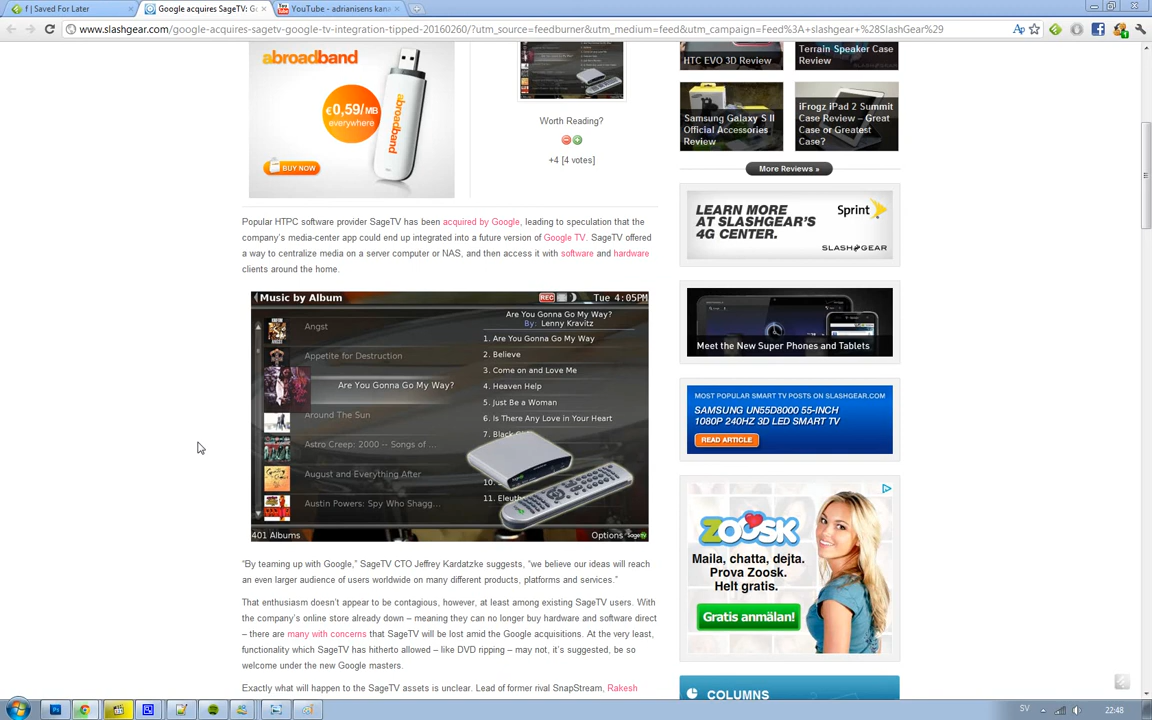 f | Saved For Later
Google acquires SageTV: G
YouTube - adrianisens kana
www.slashgear.com/google-acquires-sagetv-google-tv-integration-tipped-20160260/?utm_source=feedburner&utm_medium=feed&utm_campaign=Feed%3A+slashgear+%28SlashGear%29
abroadband
€0,59/MB
everywhere
abroadband
BUY NOW
Worth Reading?
+4 [4 votes]
HTC EVO 3D Review
Terrain Speaker Case
Review
Samsung Galaxy S II
Official Accessories
Review
iFrogz iPad 2 Summit
Case Review – Great
Case or Greatest
Case?
More Reviews »
Popular HTPC software provider SageTV has been acquired by Google, leading to speculation that the
company's media-center app could end up integrated into a future version of Google TV. SageTV offered
a way to centralize media on a server computer or NAS, and then access it with software and hardware
clients around the home.
LEARN MORE
AT SLASHGEAR'S
4G CENTER.
Sprint
SLASHGEAR
Meet the New Super Phones and Tablets
MOST POPULAR SMART TV POSTS ON SLASHGEAR.COM
SAMSUNG UN55D8000 55-INCH
1080P 240HZ 3D LED SMART TV
READ ARTICLE
Music by Album
REC
Tue 4:05PM
Angst
Appetite for Destruction
Are You Gonna Go My Way?
Around The Sun
Astro Creep: 2000 -- Songs of ...
August and Everything After
Austin Powers: Spy Who Shagg...
401 Albums
Are You Gonna Go My Way?
By: Lenny Kravitz
1. Are You Gonna Go My Way
2. Believe
3. Come on and Love Me
4. Heaven Help
5. Just Be a Woman
6. Is There Any Love in Your Heart
7. Black
10.
11. Eleuth
Options
SageTV
ZOOSK
Maila, chatta, dejta.
Prova Zoosk.
Helt gratis.
Gratis anmälan!
"By teaming up with Google," SageTV CTO Jeffrey Kardatzke suggests, "we believe our ideas will reach
an even larger audience of users worldwide on many different products, platforms and services."
That enthusiasm doesn't appear to be contagious, however, at least among existing SageTV users. With
the company's online store already down – meaning they can no longer buy hardware and software direct
– there are many with concerns that SageTV will be lost amid the Google acquisitions. At the very least,
functionality which SageTV has hitherto allowed – like DVD ripping – may not, it's suggested, be so
welcome under the new Google masters.
Exactly what will happen to the SageTV assets is unclear. Lead of former rival SnapStream, Rakesh
COLUMNS
SV
22:48